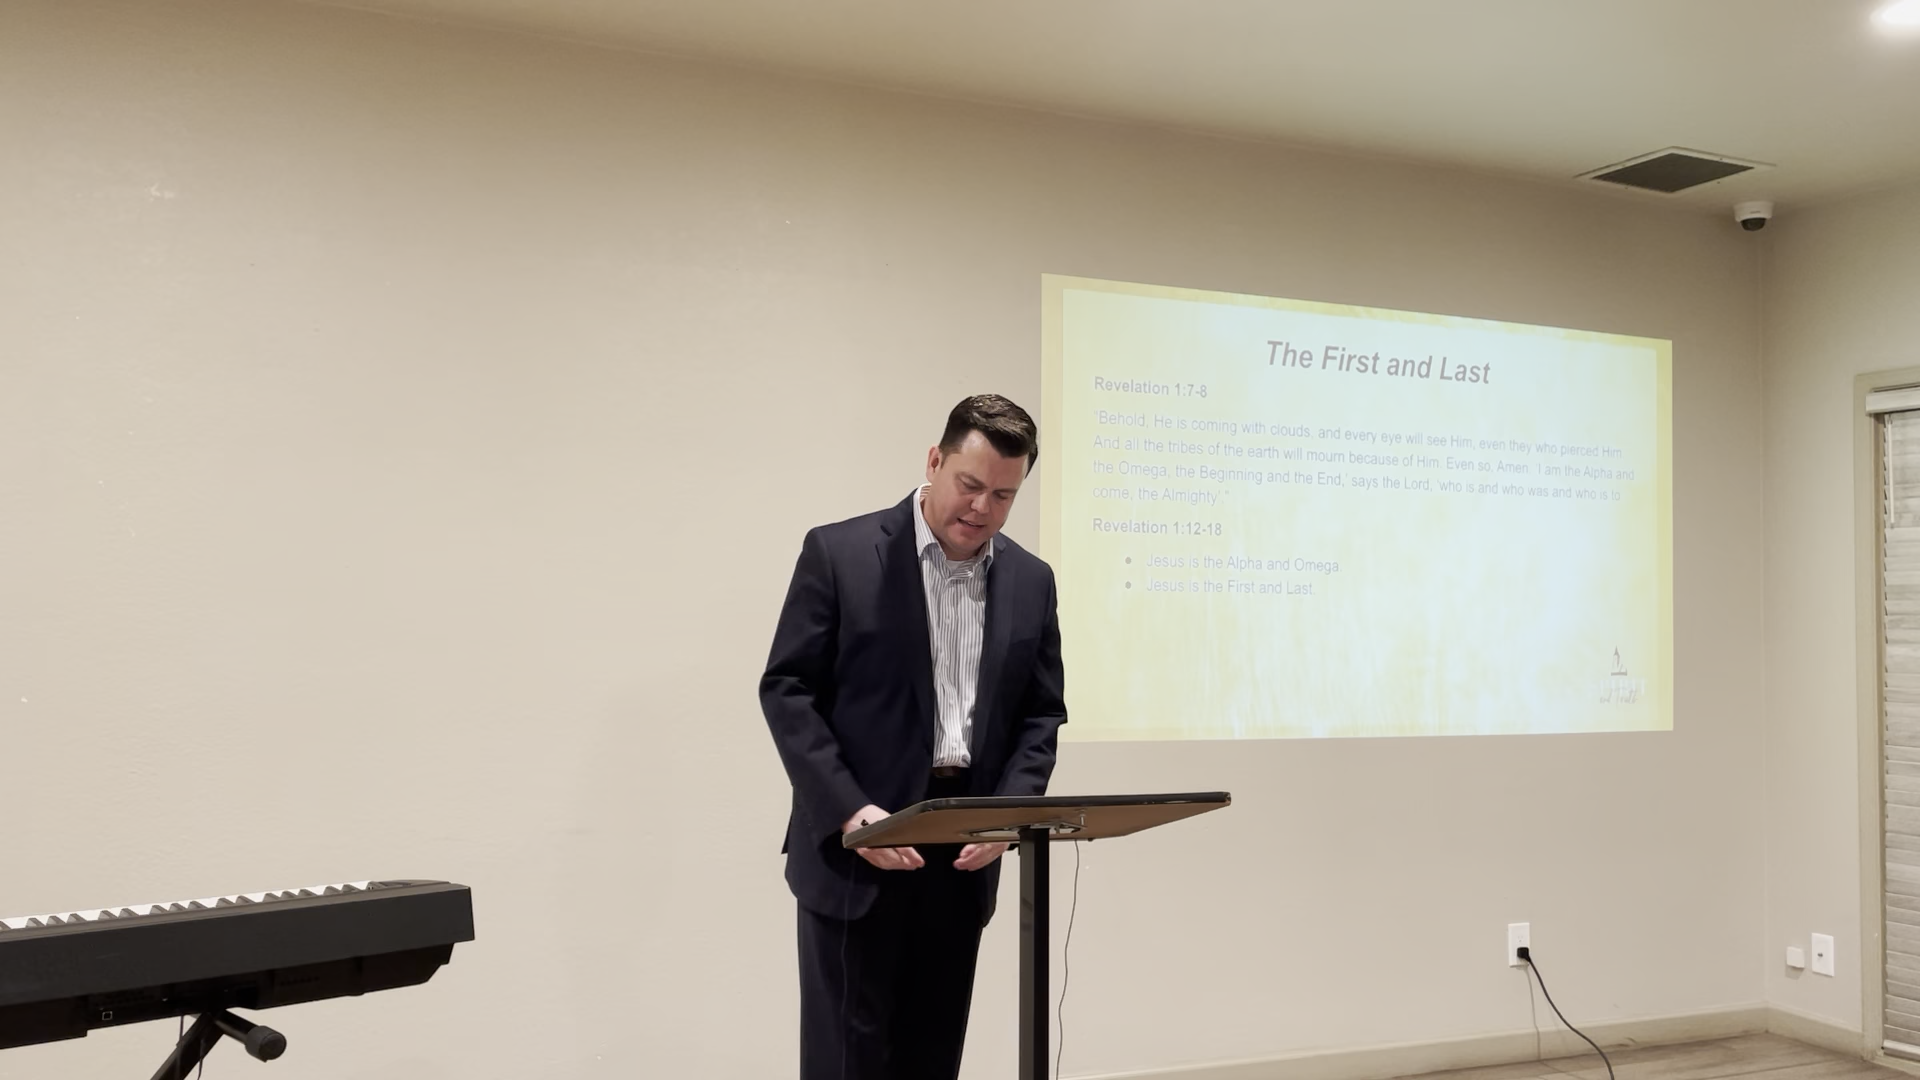 The First and Last
Revelation 1:7-8
"Behold, He is coming with clouds, and every eye will see Him, even they who pierced Him.
And all the tribes of the earth will mourn because of Him. Even so, Amen. 'I am the Alpha and
the Omega, the Beginning and the End,' says the Lord, 'who is and who was and who is to
come, the Almighty'."
Revelation 1:12-18
• Jesus is the Alpha and Omega.
• Jesus is the First and Last.